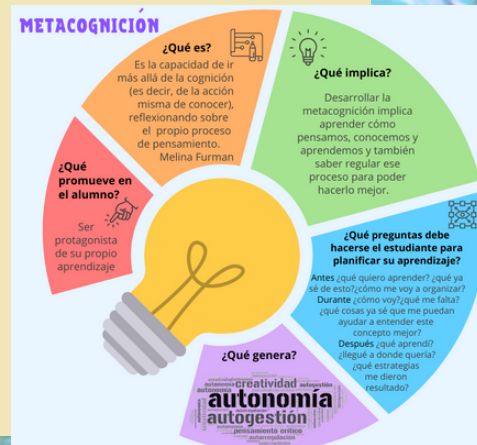 METACOGNICIÓN
¿Qué es?
Es la capacidad de ir
más allá de la cognición
(es decir, de la acción
misma de conocer),
reflexionando sobre
el propio proceso
de pensamiento.
Melina Furman
¿Qué implica?
Desarrollar la
metacognición implica
aprender cómo
pensamos, conocemos y
aprendemos y también
saber regular ese
proceso para poder
hacerlo mejor.
¿Qué
promueve en
el alumno?
Ser
protagonista
de su propio
aprendizaje
¿Qué preguntas debe
hacerse el estudiante para
planificar su aprendizaje?
Antes ¿qué quiero aprender? ¿qué ya
sé de esto?¿cómo me voy a organizar?
Durante ¿cómo voy?¿qué me falta?
¿qué cosas ya sé que me puedan
ayudar a entender este
concepto mejor?
Después ¿qué aprendí?
¿llegué a donde quería?
¿qué estrategias
me dieron
resultado?
¿Qué genera?
creatividad
autonomía
autogestión
pensamiento crítico
autorregulación